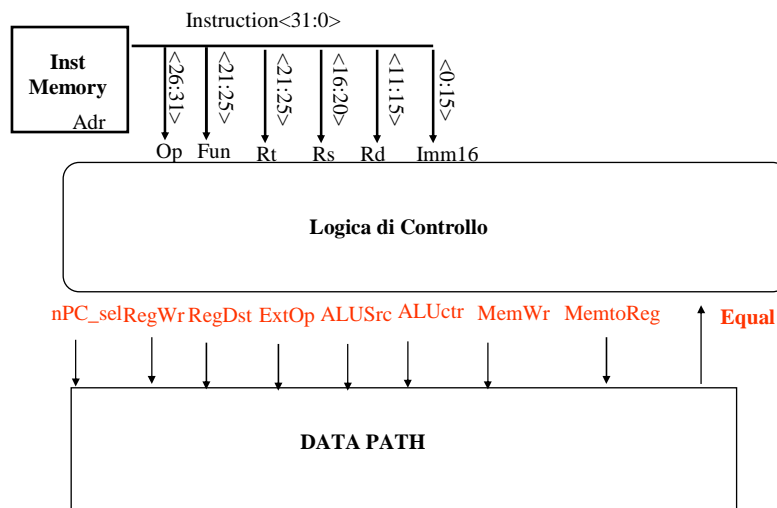 Instruction<31:0>
Inst
Memory
Adr
<26:31>
<21:25>
<21:25>
<16:20>
<11:15>
<0:15>
Op Fun Rt Rs Rd Imm16
Logica di Controllo
nPC_sel RegWr RegDst ExtOp ALUSrc ALUctr MemWr MemtoReg Equal
DATA PATH